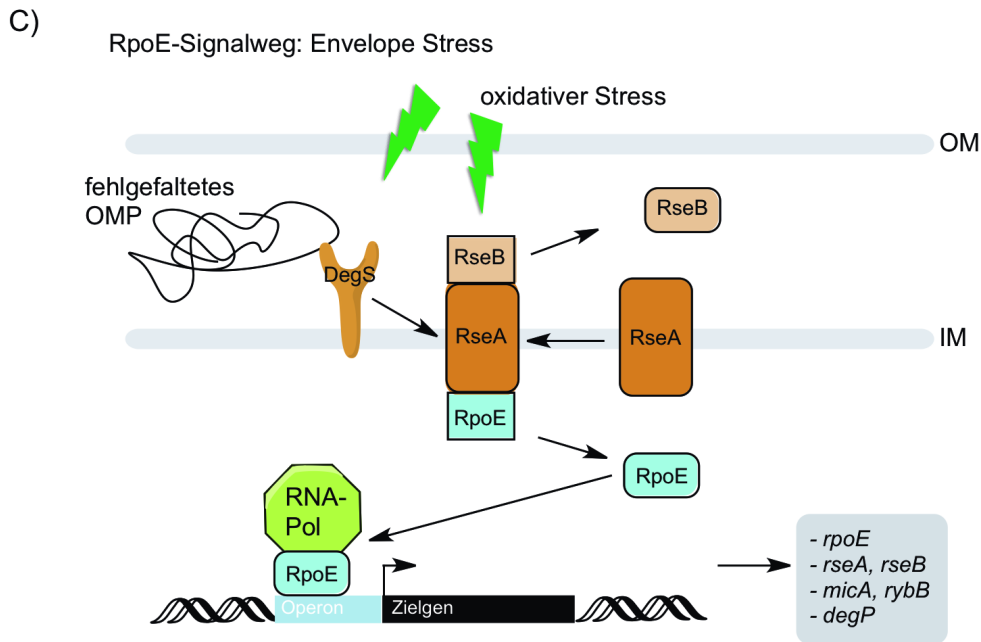 C)
RpoE-Signalweg: Envelope Stress
oxidativer Stress
OM
fehlgefaltetes
OMP
RseB
DegS
RseB
RseA
RseA
IM
RpoE
RpoE
RNA-
Pol
RpoE
Operon
Zielgen
- rpoE
- rseA, rseB
- micA, rybB
- degP